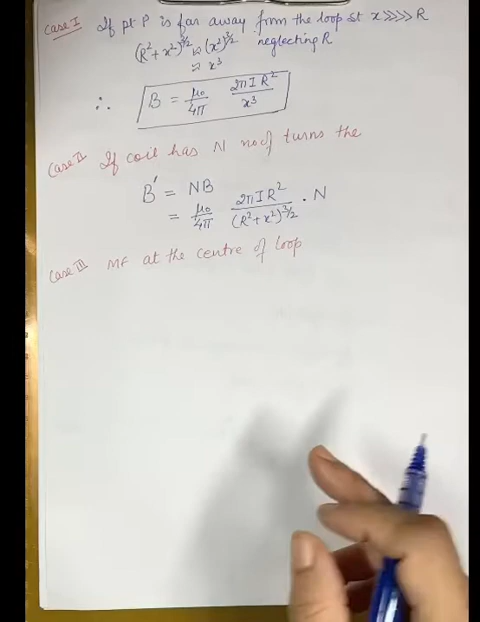 Case I If pt P is far away from the loop st x >>>> R
(R² + x²)^3/2 ≈ (x²)^3/2 neglecting R
≈ x³
∴ B = μ₀/4π 2πIR²/x³
Case II If coil has N no of turns the
B' = NB
= μ₀/4π 2πIR²/(R² + x²)^3/2 . N
Case III MF at the centre of loop